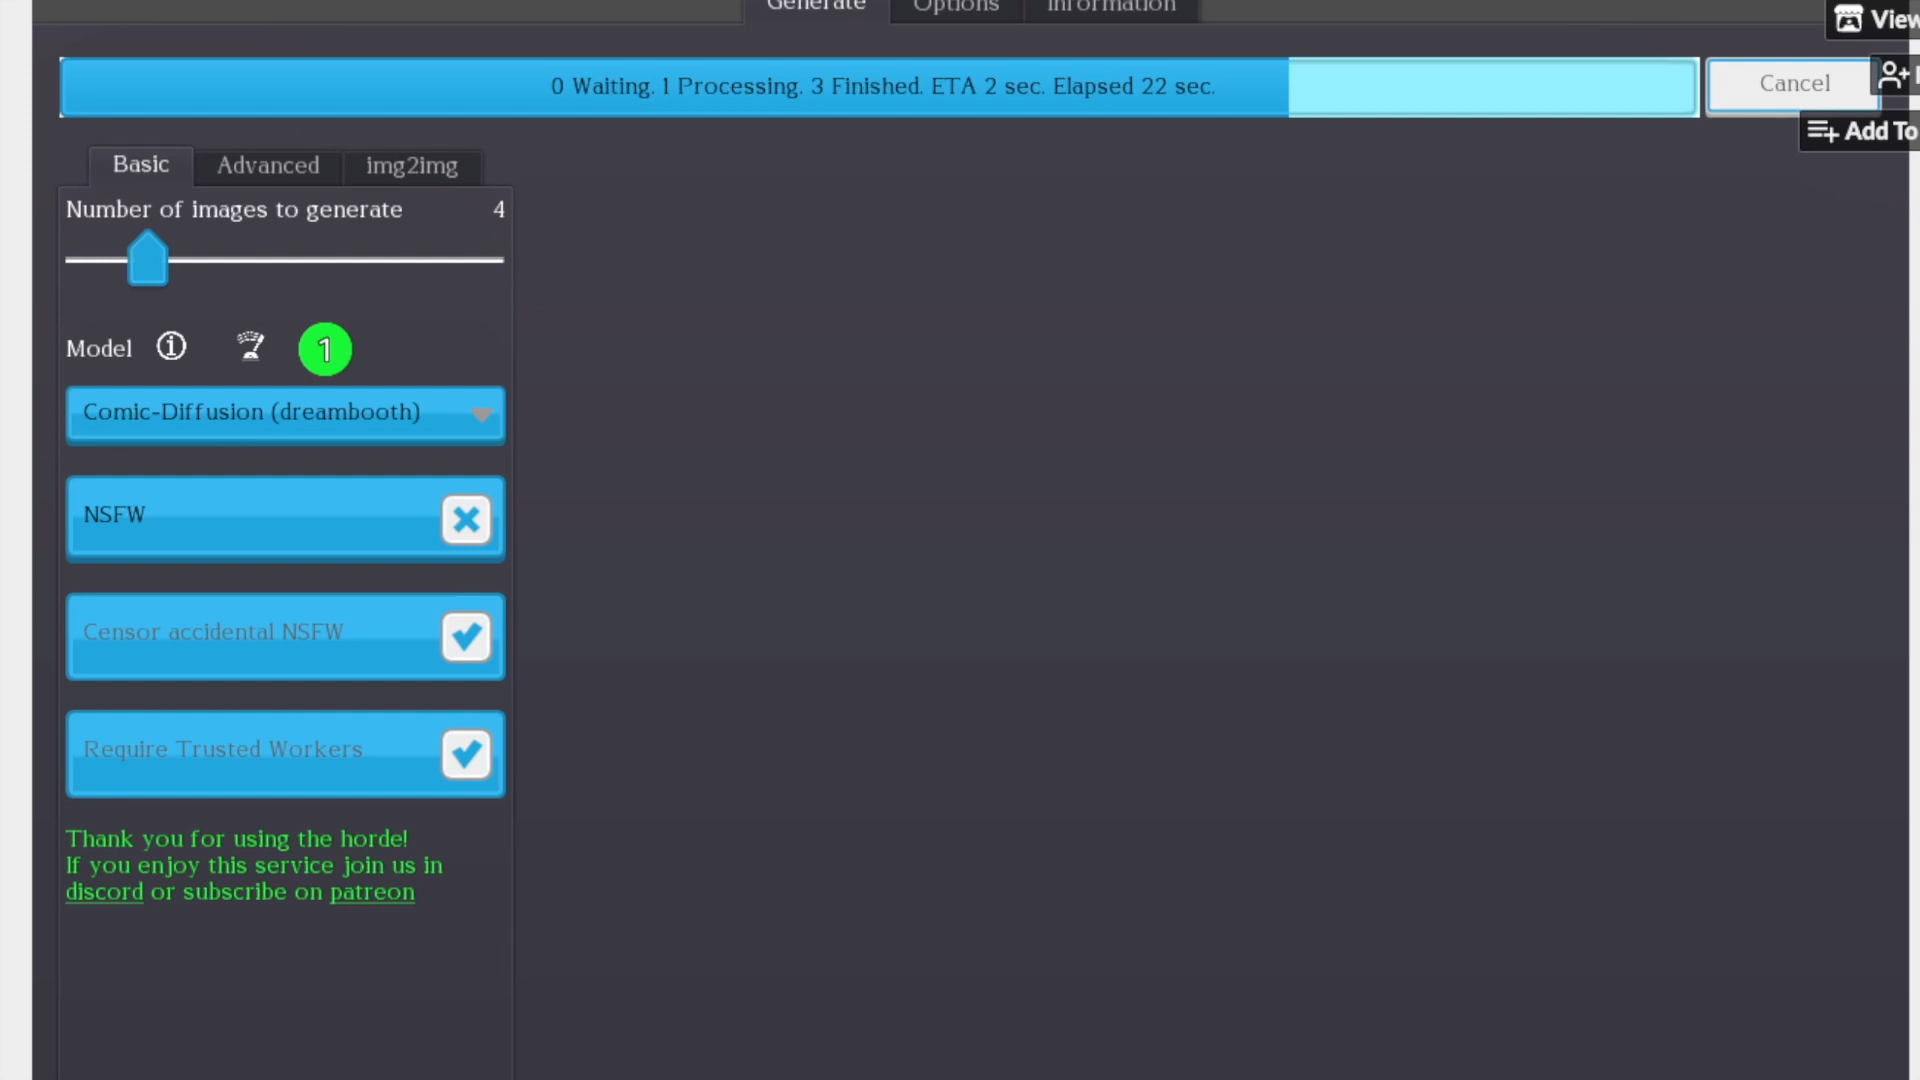 Generate Options Information
View
0 Waiting. 1 Processing. 3 Finished. ETA 2 sec. Elapsed 22 sec.
Cancel
Add To
Basic Advanced img2img
Number of images to generate 4
Model 1
Comic-Diffusion (dreambooth)
NSFW
Censor accidental NSFW
Require Trusted Workers
Thank you for using the horde!
If you enjoy this service join us in
discord or subscribe on patreon